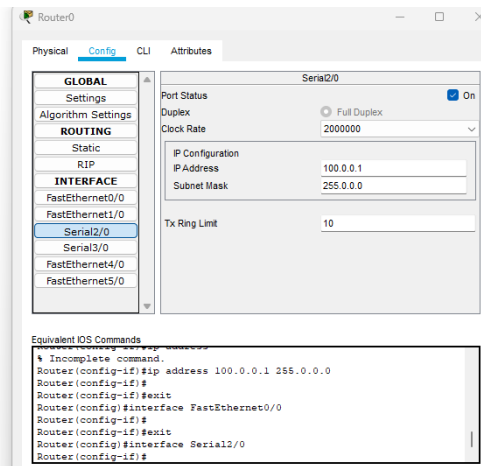 Router0
Physical Config CLI Attributes
GLOBAL
Settings
Algorithm Settings
ROUTING
Static
RIP
INTERFACE
FastEthernet0/0
FastEthernet1/0
Serial2/0
Serial3/0
FastEthernet4/0
FastEthernet5/0
Serial2/0
Port Status On
Duplex Full Duplex
Clock Rate 2000000
IP Configuration
IP Address 100.0.0.1
Subnet Mask 255.0.0.0
Tx Ring Limit 10
Equivalent IOS Commands
Router(config-if)#ip address
% Incomplete command.
Router(config-if)#ip address 100.0.0.1 255.0.0.0
Router(config-if)#
Router(config-if)#exit
Router(config)#interface FastEthernet0/0
Router(config-if)#
Router(config-if)#exit
Router(config)#interface Serial2/0
Router(config-if)#